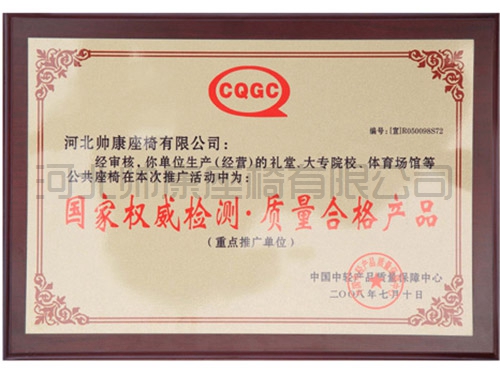 CQGC
编号:[宣]R050098S72
河北帅康座椅有限公司:
经审核,你单位生产(经营)的礼堂、大专院校、体育场馆等
公共座椅在本次推广活动中为:
河北帅康座椅有限公司
国家权威检测·质量合格产品
(重点推广单位)
中国中轻产品质量保障中心
二〇〇八年七月十日